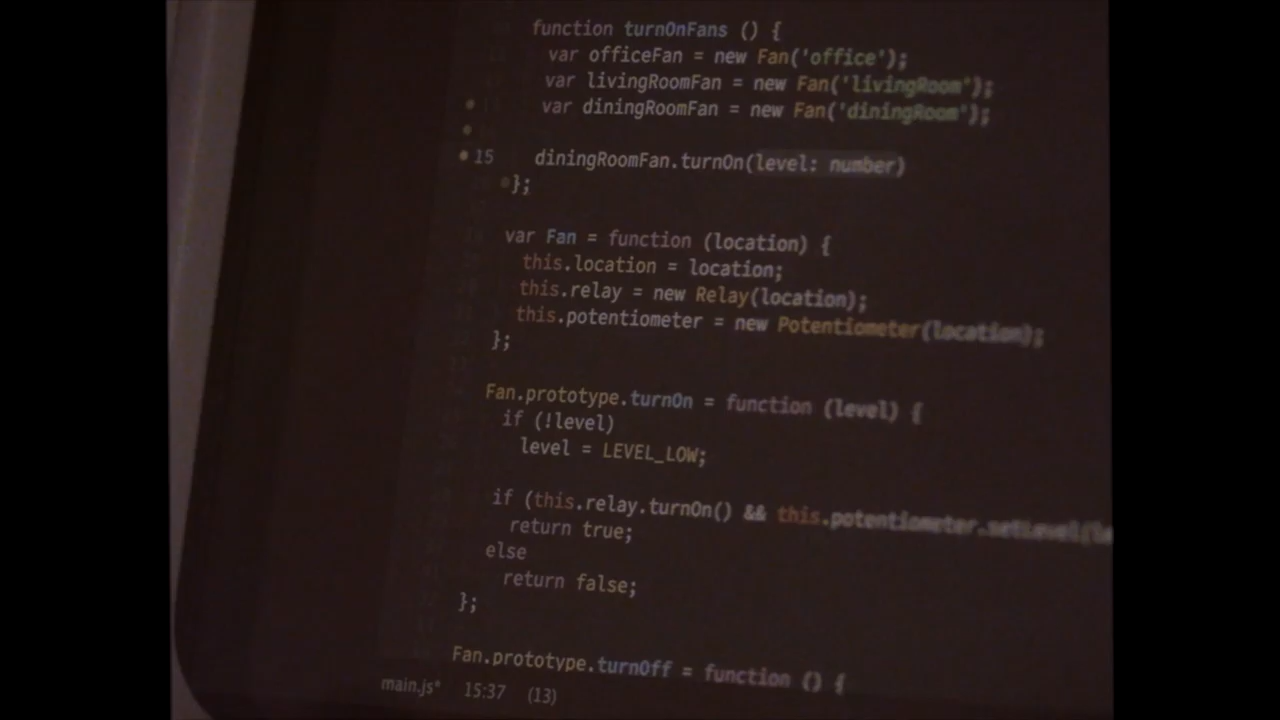 function turnOnFans () {
var officeFan = new Fan('office');
var livingRoomFan = new Fan('livingRoom');
var diningRoomFan = new Fan('diningRoom');
15 diningRoomFan.turnOn(level: number)
};
var Fan = function (location) {
this.location = location;
this.relay = new Relay(location);
this.potentiometer = new Potentiometer(location);
};
Fan.prototype.turnOn = function (level) {
if (!level)
level = LEVEL_LOW;
if (this.relay.turnOn() && this.potentiometer.setLevel(
return true;
else
return false;
};
Fan.prototype.turnOff = function () {
main.js* 15:37 (13)